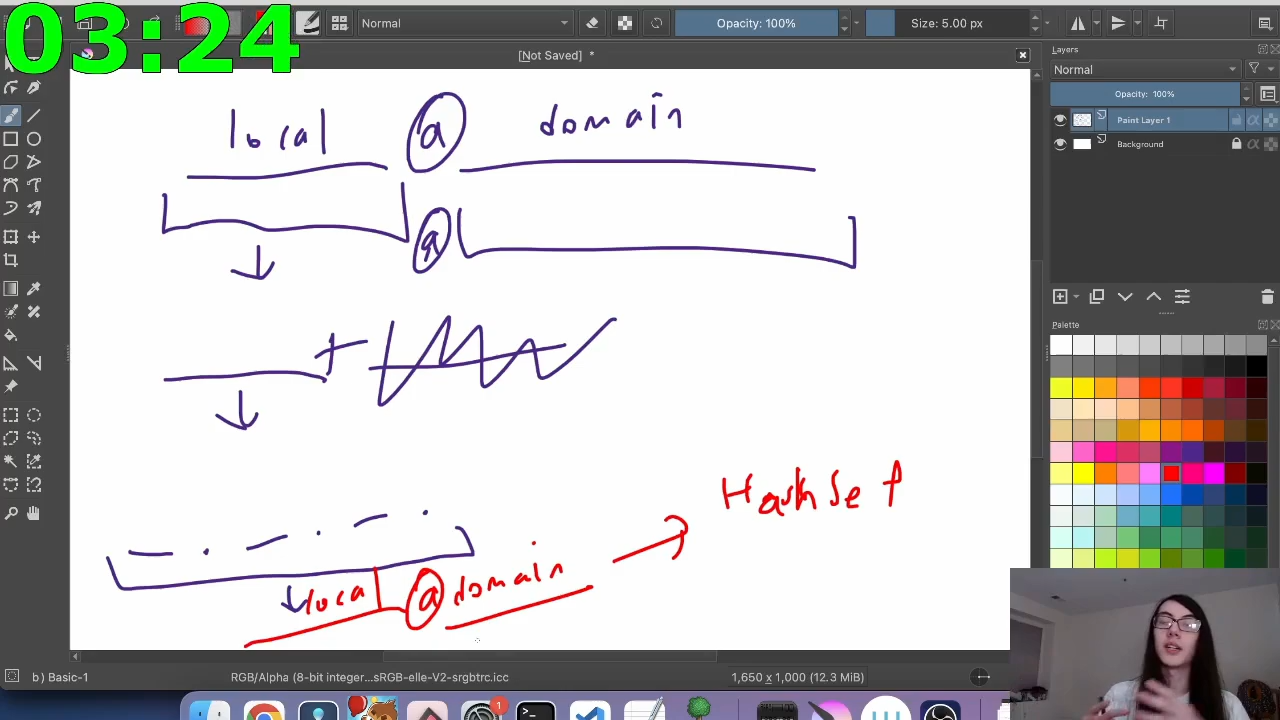 03:24
Normal
Opacity: 100%
Size: 5.00 px
[Not Saved] *
Layers
Normal
Opacity: 100%
Paint Layer 1
Background
Palette
local @ domain
@
+
HashSet
local @ domain
b) Basic-1
RGB/Alpha (8-bit integer...sRGB-elle-V2-srgbtrc.icc
1,650 x 1,000 (12.3 MiB)
1